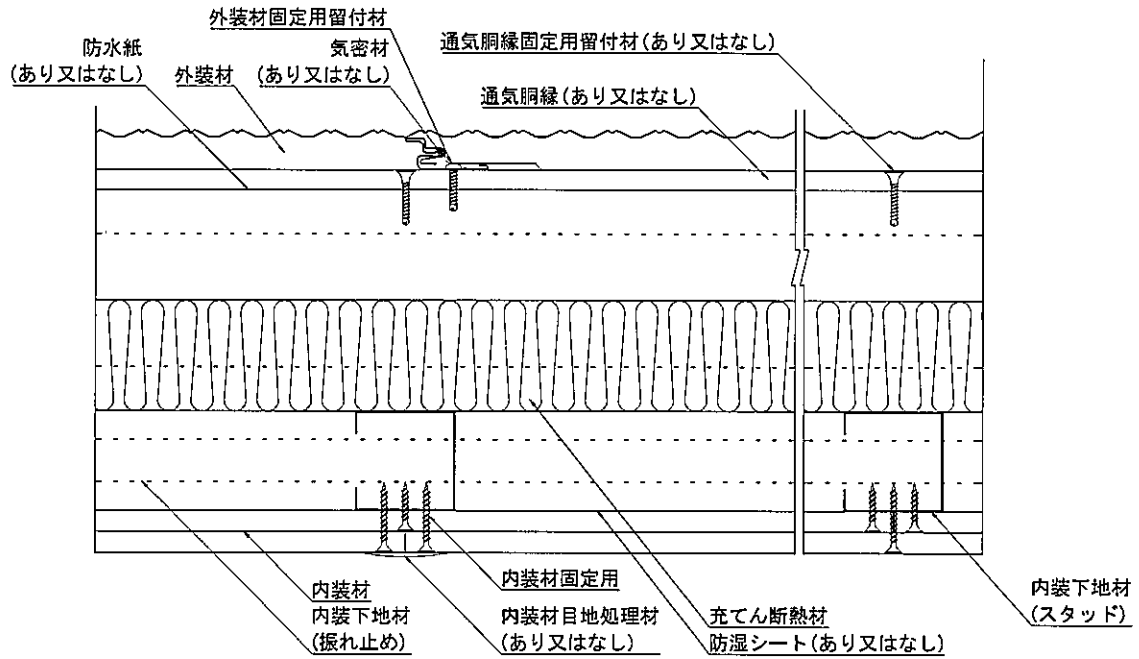 外装材固定用留付材
防水紙
(あり又はなし)
外装材
気密材
(あり又はなし)
通気胴縁固定用留付材(あり又はなし)
通気胴縁(あり又はなし)
内装材
内装下地材
(振れ止め)
内装材固定用
内装材目地処理材
(あり又はなし)
充てん断熱材
防湿シート(あり又はなし)
内装下地材
(スタッド)